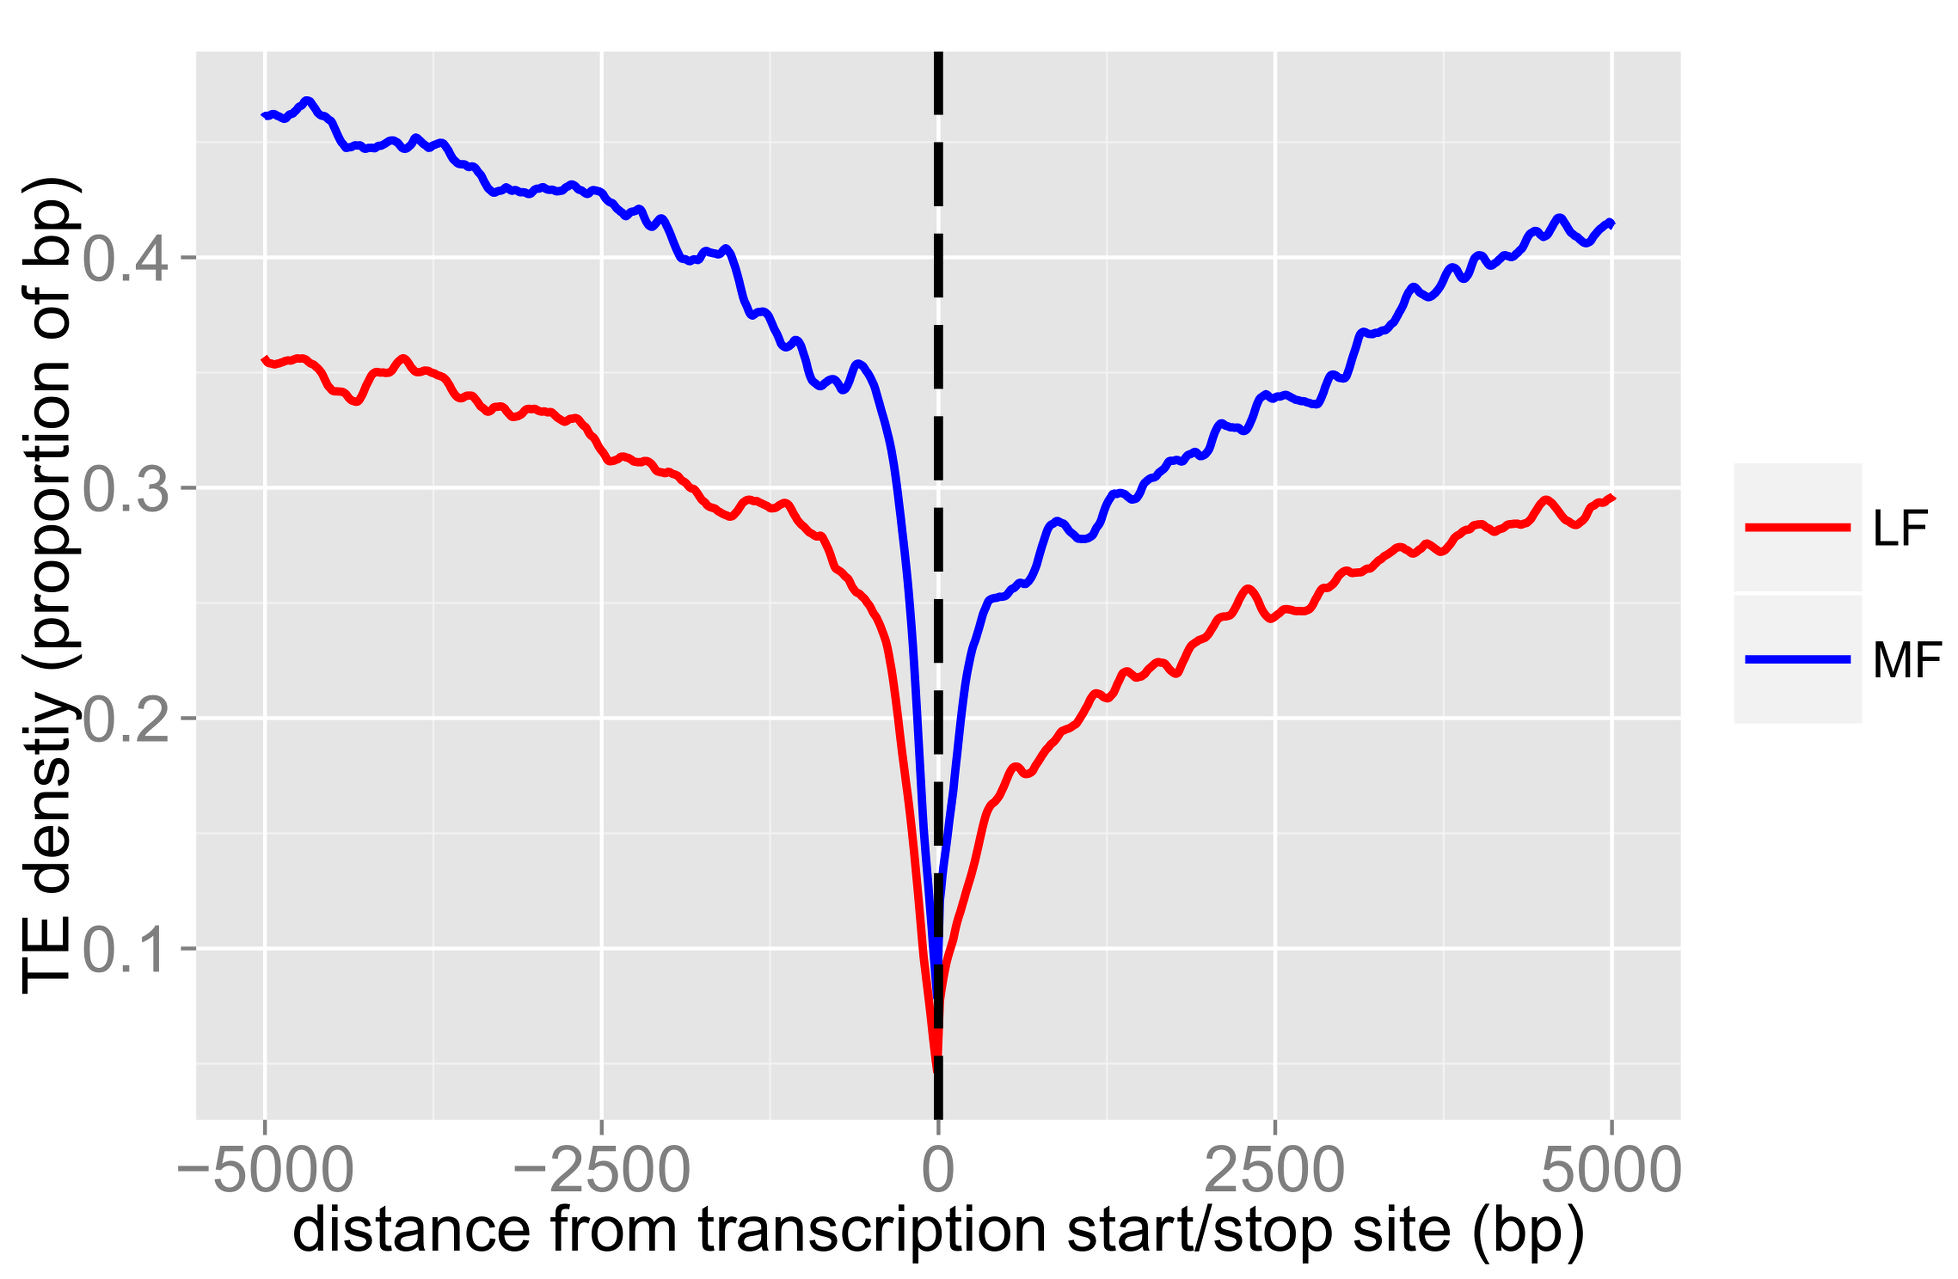 TE denstiy (proportion of bp)
0.4
0.3
0.2
0.1
−5000 −2500 0 2500 5000
distance from transcription start/stop site (bp)
LF
MF